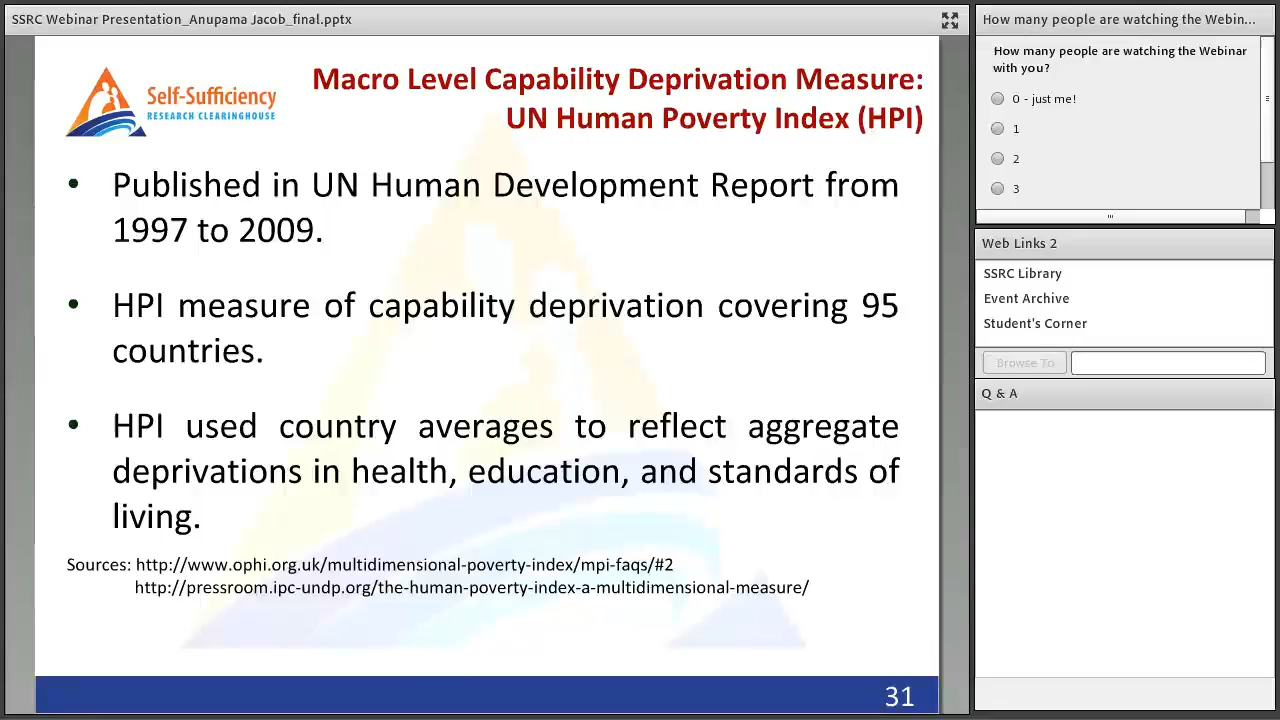 SSRC Webinar Presentation_Anupama Jacob_final.pptx
Self-Sufficiency
RESEARCH CLEARINGHOUSE
Macro Level Capability Deprivation Measure:
UN Human Poverty Index (HPI)
• Published in UN Human Development Report from
1997 to 2009.
• HPI measure of capability deprivation covering 95
countries.
• HPI used country averages to reflect aggregate
deprivations in health, education, and standards of
living.
Sources: http://www.ophi.org.uk/multidimensional-poverty-index/mpi-faqs/#2
http://pressroom.ipc-undp.org/the-human-poverty-index-a-multidimensional-measure/
31
How many people are watching the Webin...
How many people are watching the Webinar
with you?
0 - just me!
1
2
3
Web Links 2
SSRC Library
Event Archive
Student's Corner
Browse To
Q & A